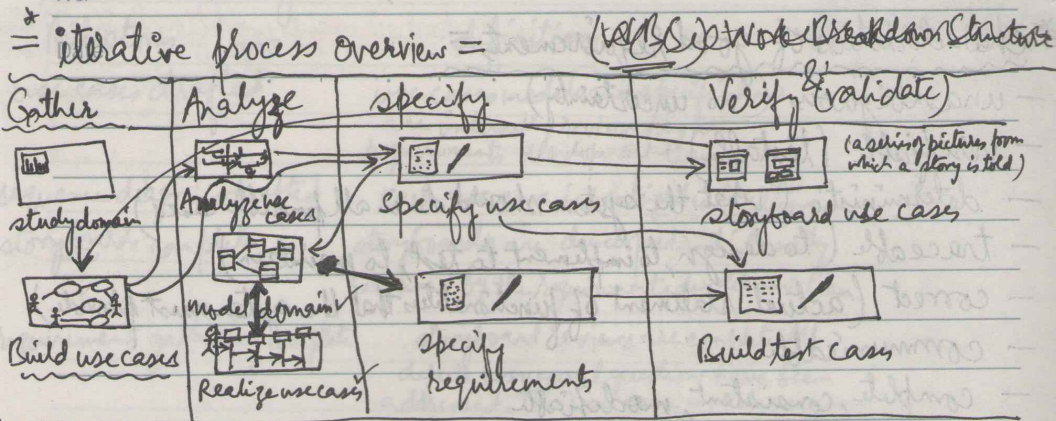 *
= iterative process overview = (WBS) Work Breakdown Structure
Gather Analyze specify Verify & (validate)
(a series of pictures from
which a story is told)
study domain Analyze use
cases specify use cases storyboard use cases
model domain
Build use cases Realize use cases specify
requirements Build test cases